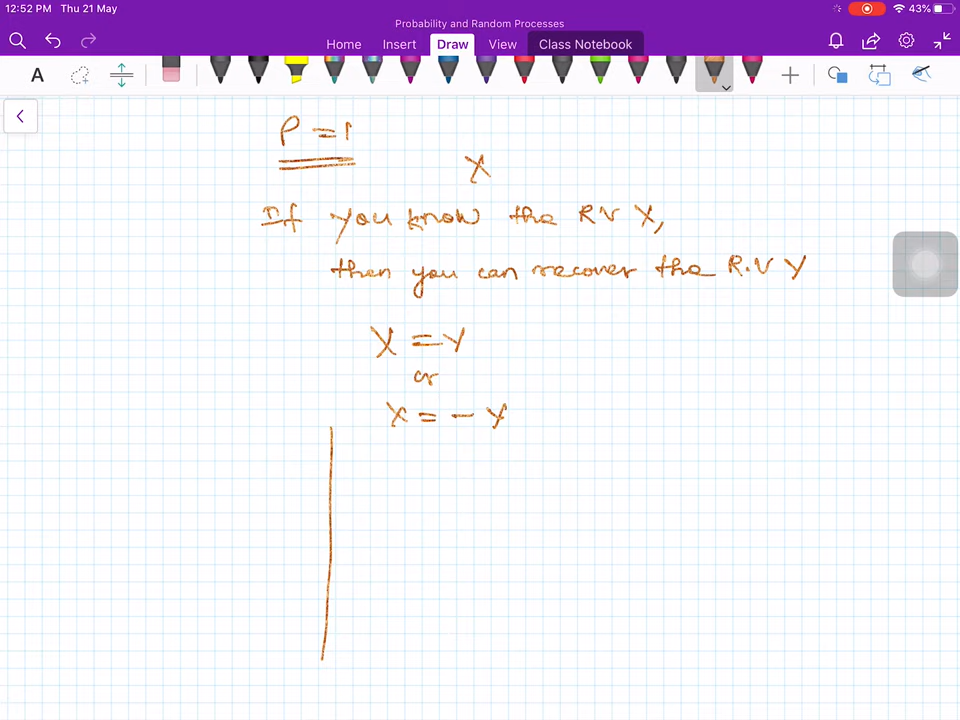 12:52 PM Thu 21 May
43%
Probability and Random Processes
Home Insert Draw View Class Notebook
A
P = 1
X
If you know the RV X,
then you can recover the R.V Y
X = Y
or
X = - Y